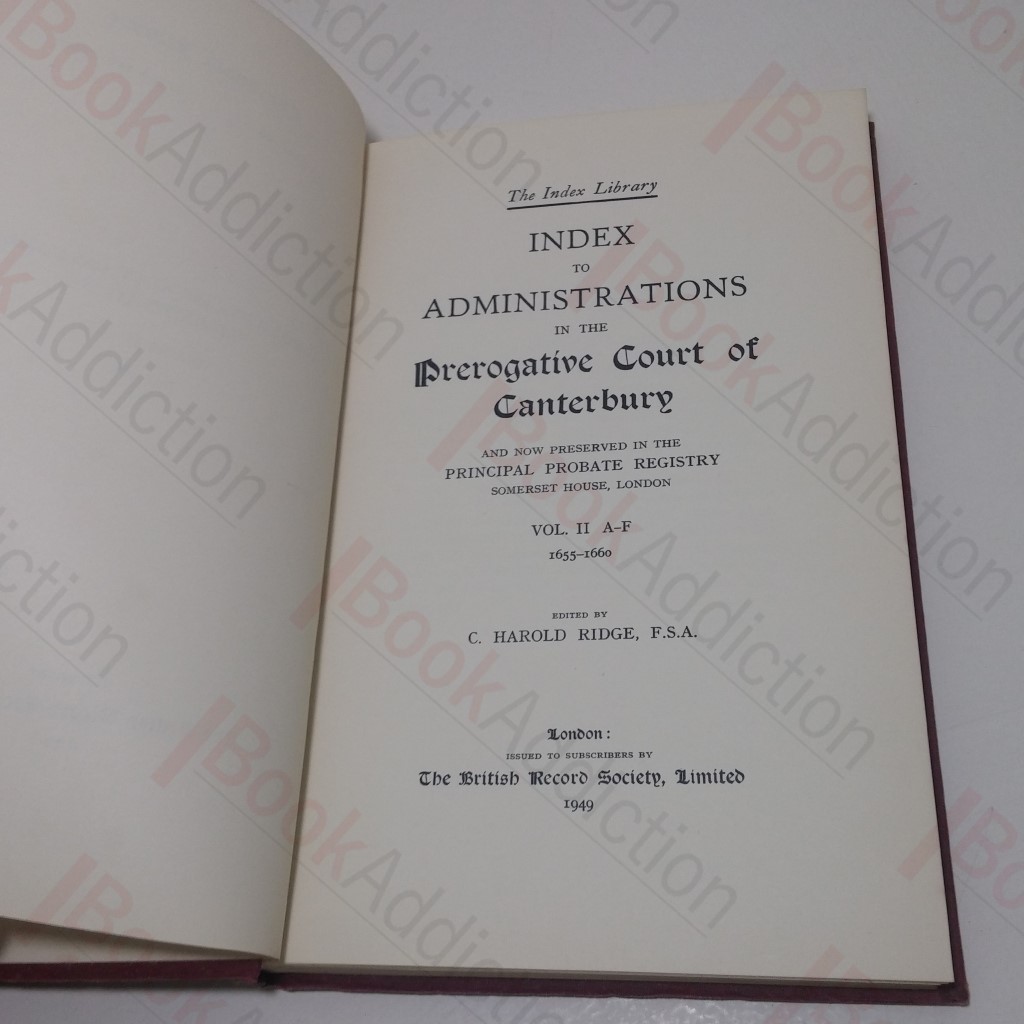 The Index Library
INDEX
TO
ADMINISTRATIONS
IN THE
Prerogative Court of
Canterbury
AND NOW PRESERVED IN THE
PRINCIPAL PROBATE REGISTRY
SOMERSET HOUSE, LONDON
VOL. II A–F
1655–1660
EDITED BY
C. HAROLD RIDGE, F.S.A.
London:
ISSUED TO SUBSCRIBERS BY
The British Record Society, Limited
1949
BookAddiction